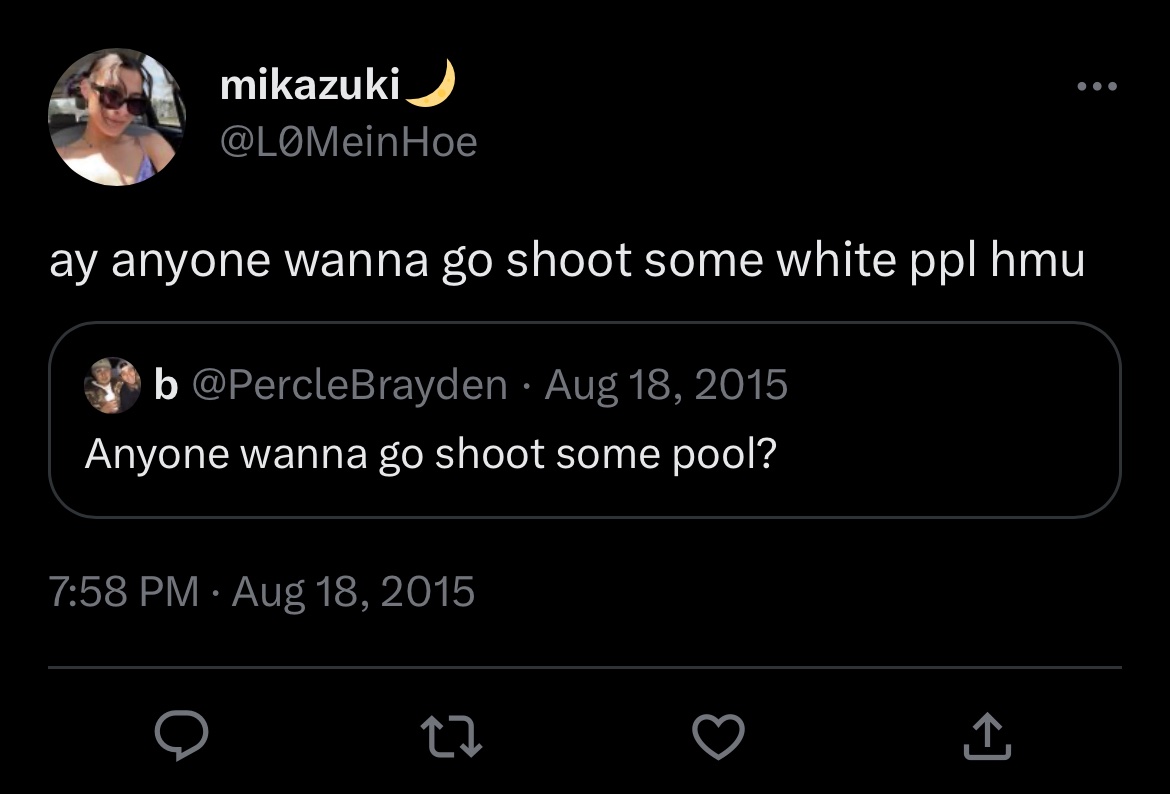 mikazuki🌙
@L0MeinHoe
ay anyone wanna go shoot some white ppl hmu
b @PercleBrayden · Aug 18, 2015
Anyone wanna go shoot some pool?
7:58 PM · Aug 18, 2015